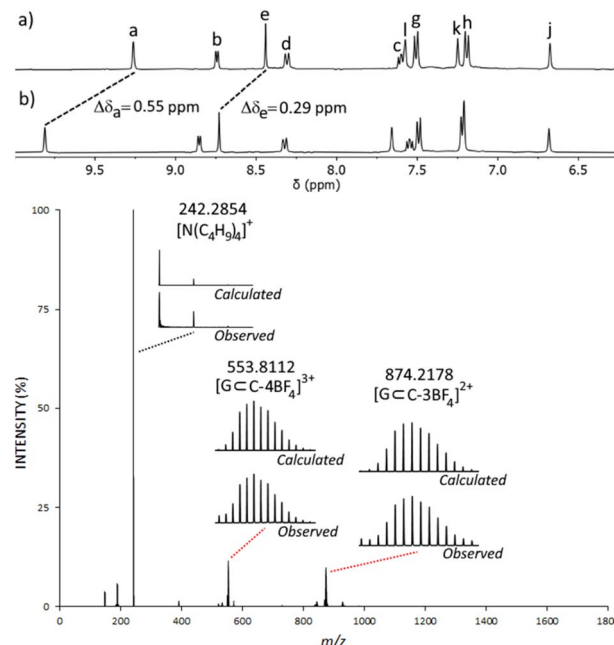 a)
a b e d c l g k h j
b)
Δδa=0.55 ppm Δδe=0.29 ppm
9.5 9.0 8.5 8.0 7.5 7.0 6.5
δ (ppm)
100
75
50
25
0
INTENSITY (%)
242.2854
[N(C4H9)4]+
Calculated
Observed
553.8112
[G⊂C-4BF4]3+
Calculated
Observed
874.2178
[G⊂C-3BF4]2+
Calculated
Observed
0 200 400 600 800 1000 1200 1400 1600 180
m/z